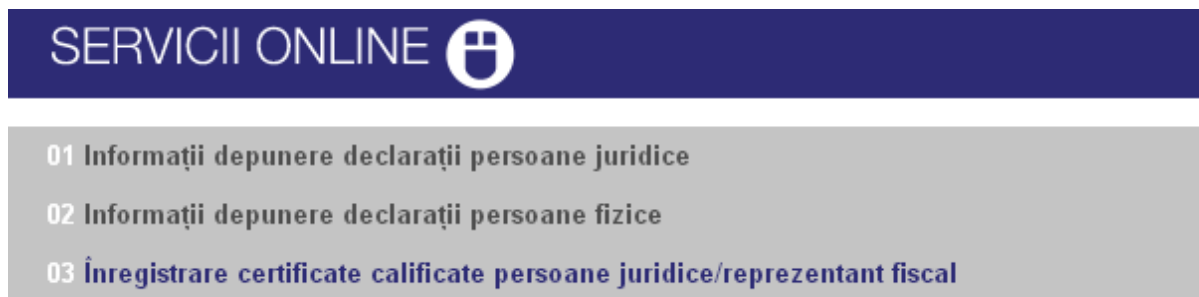 SERVICII ONLINE
01 Informații depunere declarații persoane juridice
02 Informații depunere declarații persoane fizice
03 Înregistrare certificate calificate persoane juridice/reprezentant fiscal